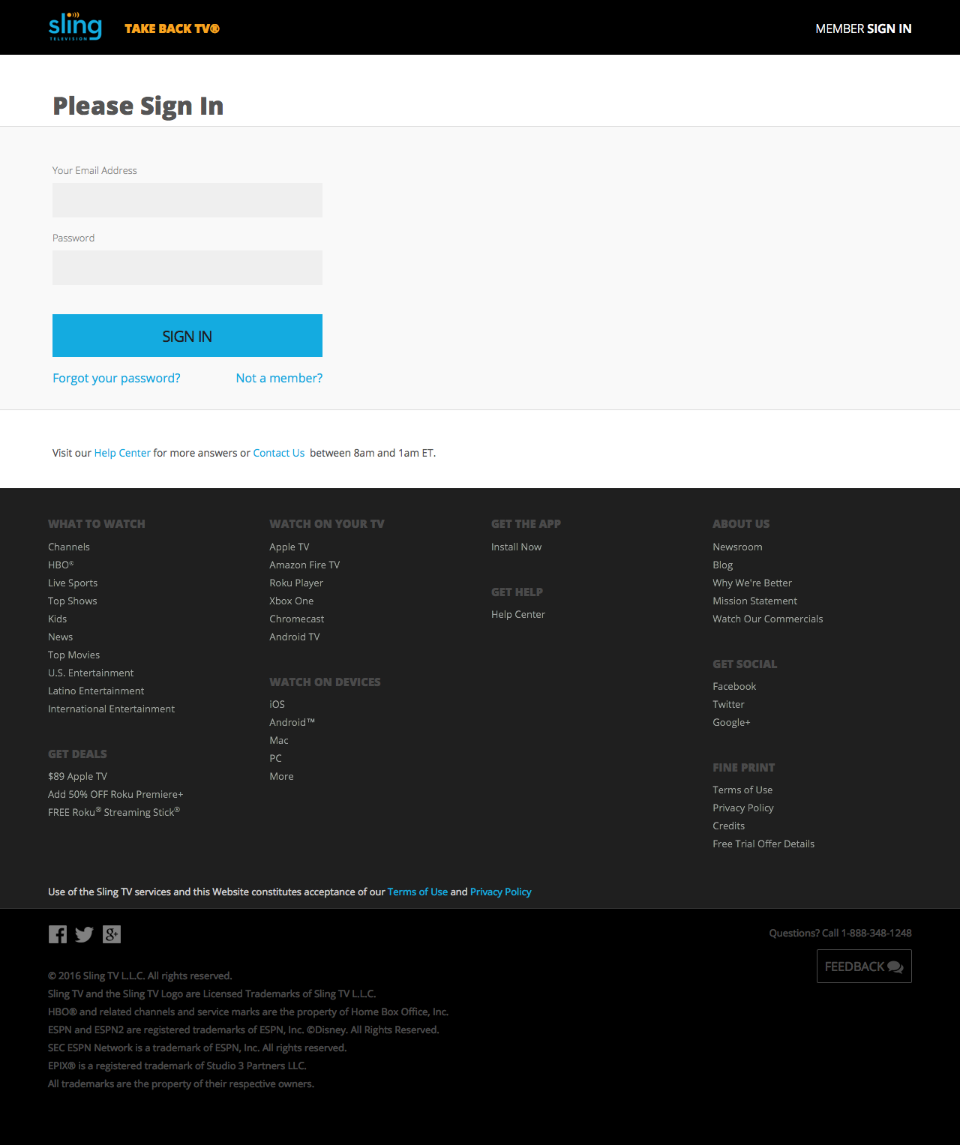 sling
TELEVISION
TAKE BACK TV®
MEMBER SIGN IN
Please Sign In
Your Email Address
Password
SIGN IN
Forgot your password?
Not a member?
Visit our Help Center for more answers or Contact Us between 8am and 1am ET.
WHAT TO WATCH
Channels
HBO®
Live Sports
Top Shows
Kids
News
Top Movies
U.S. Entertainment
Latino Entertainment
International Entertainment
GET DEALS
$89 Apple TV
Add 50% OFF Roku Premiere+
FREE Roku® Streaming Stick®
WATCH ON YOUR TV
Apple TV
Amazon Fire TV
Roku Player
Xbox One
Chromecast
Android TV
WATCH ON DEVICES
iOS
Android™
Mac
PC
More
GET THE APP
Install Now
GET HELP
Help Center
ABOUT US
Newsroom
Blog
Why We're Better
Mission Statement
Watch Our Commercials
GET SOCIAL
Facebook
Twitter
Google+
FINE PRINT
Terms of Use
Privacy Policy
Credits
Free Trial Offer Details
Use of the Sling TV services and this Website constitutes acceptance of our Terms of Use and Privacy Policy
Questions? Call 1-888-348-1248
FEEDBACK
© 2016 Sling TV L.L.C. All rights reserved.
Sling TV and the Sling TV Logo are Licensed Trademarks of Sling TV L.L.C.
HBO® and related channels and service marks are the property of Home Box Office, Inc.
ESPN and ESPN2 are registered trademarks of ESPN, Inc. ©Disney. All Rights Reserved.
SEC ESPN Network is a trademark of ESPN, Inc. All rights reserved.
EPIX® is a registered trademark of Studio 3 Partners LLC.
All trademarks are the property of their respective owners.